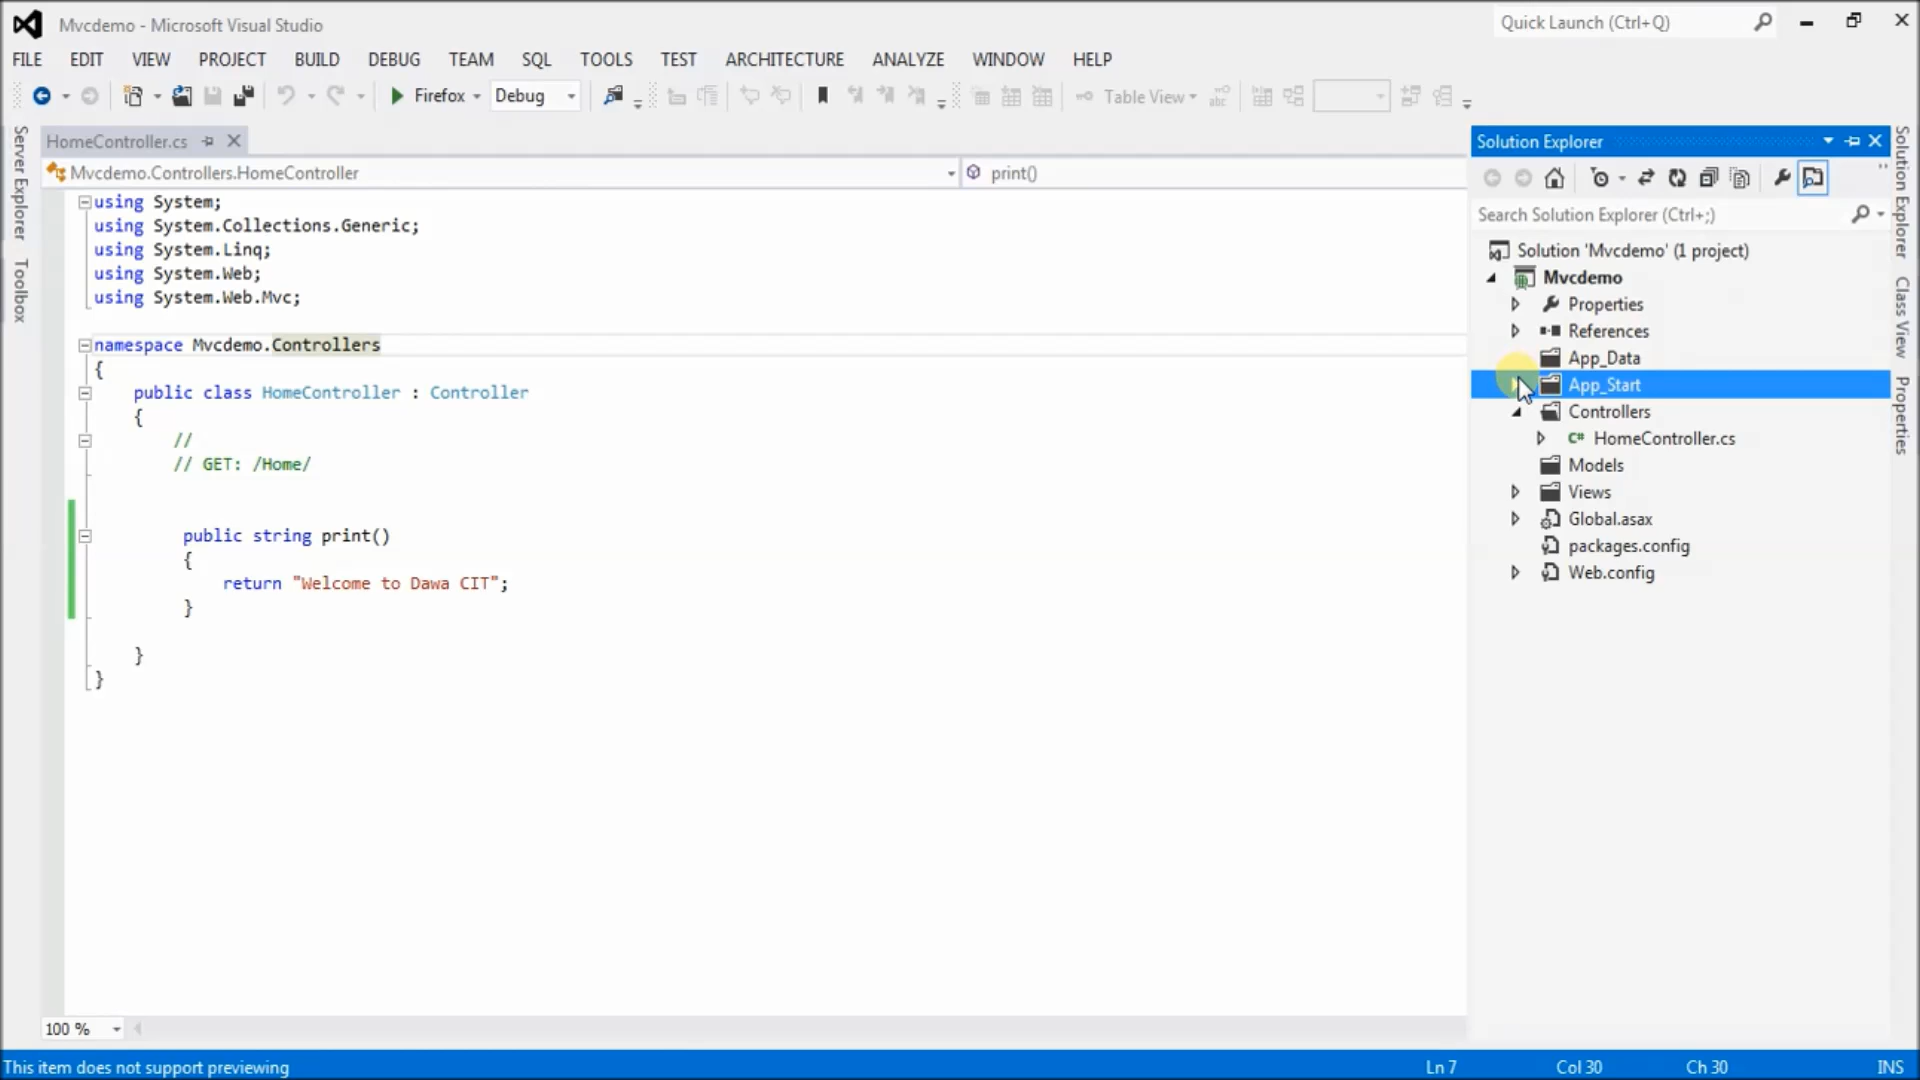 Mvcdemo - Microsoft Visual Studio
Quick Launch (Ctrl+Q)
FILE EDIT VIEW PROJECT BUILD DEBUG TEAM SQL TOOLS TEST ARCHITECTURE ANALYZE WINDOW HELP
Firefox Debug Table View abc
Server Explorer
Toolbox
HomeController.cs
Mvcdemo.Controllers.HomeController print()
using System;
using System.Collections.Generic;
using System.Linq;
using System.Web;
using System.Web.Mvc;
namespace Mvcdemo.Controllers
{
public class HomeController : Controller
{
//
// GET: /Home/
public string print()
{
return "Welcome to Dawa CIT";
}
}
}
100 %
Solution Explorer
Search Solution Explorer (Ctrl+;)
Solution 'Mvcdemo' (1 project)
Mvcdemo
Properties
References
App_Data
App_Start
Controllers
C# HomeController.cs
Models
Views
Global.asax
packages.config
Web.config
Solution Explorer
Class View
Properties
This item does not support previewing Ln 7 Col 30 Ch 30 INS